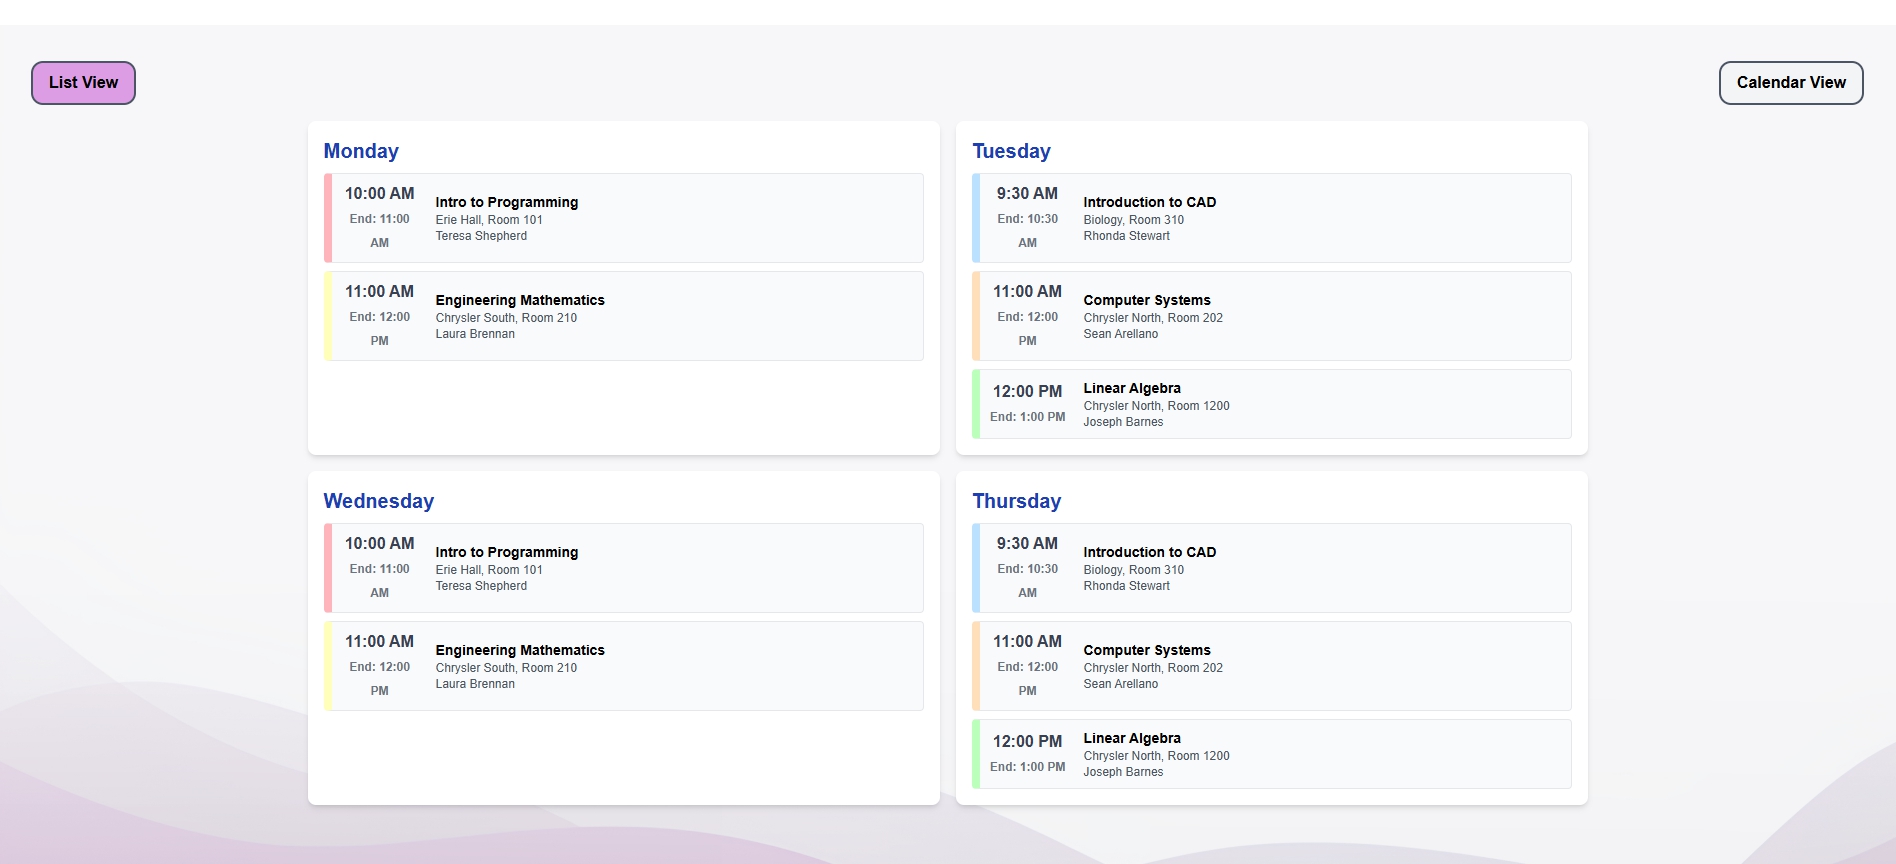 List View
Calendar View
Monday
10:00 AM
End: 11:00
AM
Intro to Programming
Erie Hall, Room 101
Teresa Shepherd
11:00 AM
End: 12:00
PM
Engineering Mathematics
Chrysler South, Room 210
Laura Brennan
Tuesday
9:30 AM
End: 10:30
AM
Introduction to CAD
Biology, Room 310
Rhonda Stewart
11:00 AM
End: 12:00
PM
Computer Systems
Chrysler North, Room 202
Sean Arellano
12:00 PM
End: 1:00 PM
Linear Algebra
Chrysler North, Room 1200
Joseph Barnes
Wednesday
10:00 AM
End: 11:00
AM
Intro to Programming
Erie Hall, Room 101
Teresa Shepherd
11:00 AM
End: 12:00
PM
Engineering Mathematics
Chrysler South, Room 210
Laura Brennan
Thursday
9:30 AM
End: 10:30
AM
Introduction to CAD
Biology, Room 310
Rhonda Stewart
11:00 AM
End: 12:00
PM
Computer Systems
Chrysler North, Room 202
Sean Arellano
12:00 PM
End: 1:00 PM
Linear Algebra
Chrysler North, Room 1200
Joseph Barnes